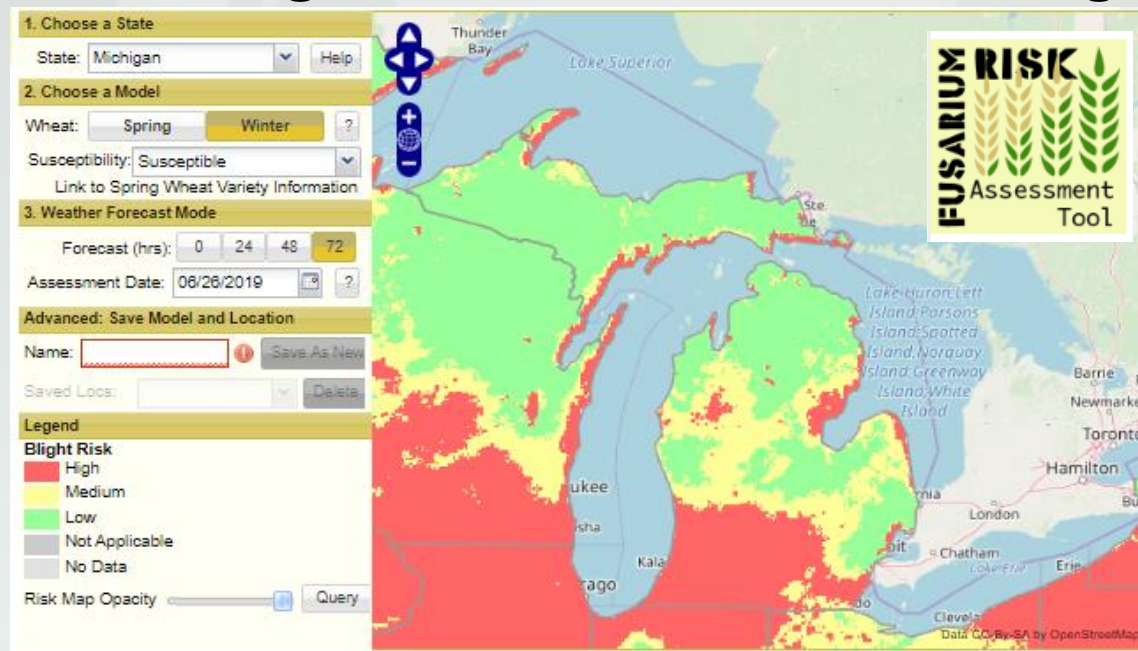 1. Choose a State
State: Michigan
Help
2. Choose a Model
Wheat: Spring Winter ?
Susceptibility: Susceptible
Link to Spring Wheat Variety Information
3. Weather Forecast Mode
Forecast (hrs): 0 24 48 72
Assessment Date: 06/26/2019 ?
Advanced: Save Model and Location
Name: Save As New
Saved Locs: Delete
Legend
Blight Risk
High
Medium
Low
Not Applicable
No Data
Risk Map Opacity Query
Thunder
Bay
Lake Superior
FUSARIUM
RISK
Assessment
Tool
Ste.
Lake Huron Lett
Island Parsons
Island Spotted
Island Norquay
Island Greenway
Island White
Island
Barrie
Newmarke
Toronto
Hamilton
Bu
ukee
nia
London
sha
oit
Chatham
Kala
Lake Erie
Erie
cago
do
Clevela
Data CC-By-SA by OpenStreetMap